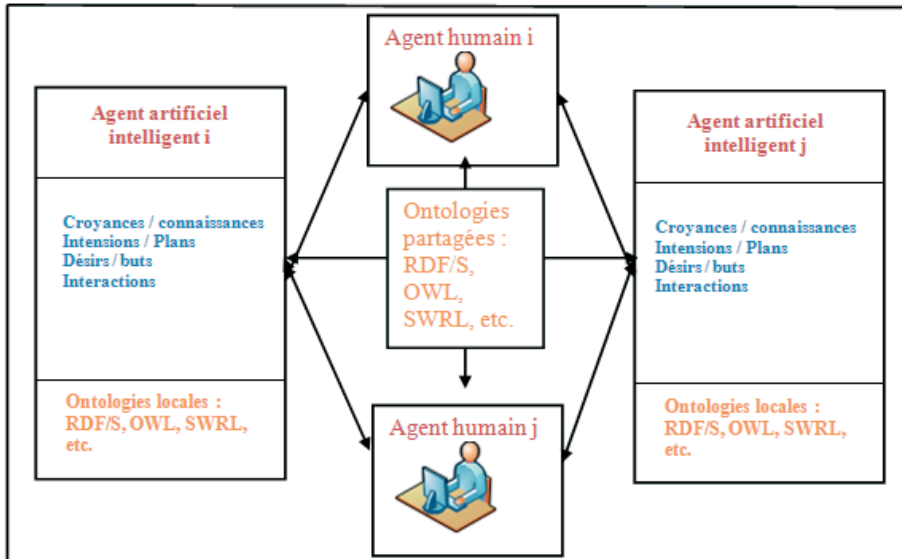 Agent humain i
Agent artificiel
intelligent i
Croyances / connaissances
Intensions / Plans
Désirs / buts
Interactions
Ontologies locales :
RDF/S, OWL, SWRL,
etc.
Ontologies
partagées :
RDF/S,
OWL,
SWRL, etc.
Agent humain j
Agent artificiel
intelligent j
Croyances / connaissances
Intensions / Plans
Désirs / buts
Interactions
Ontologies locales :
RDF/S, OWL, SWRL,
etc.